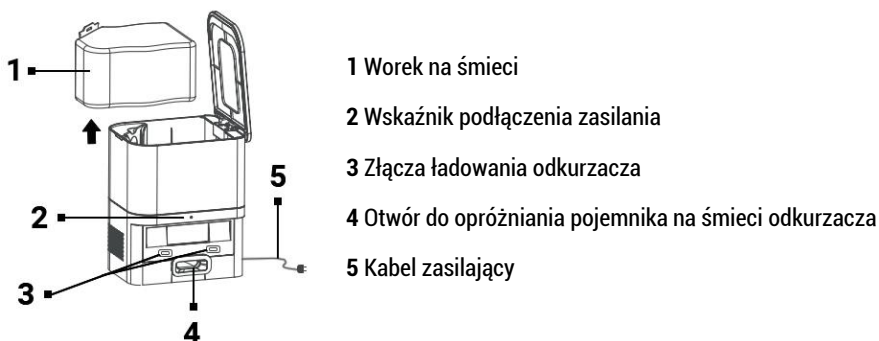 1
2
3
4
5
1 Worek na śmieci
2 Wskaźnik podłączenia zasilania
3 Złącza ładowania odkurzacza
4 Otwór do opróżniania pojemnika na śmieci odkurzacza
5 Kabel zasilający